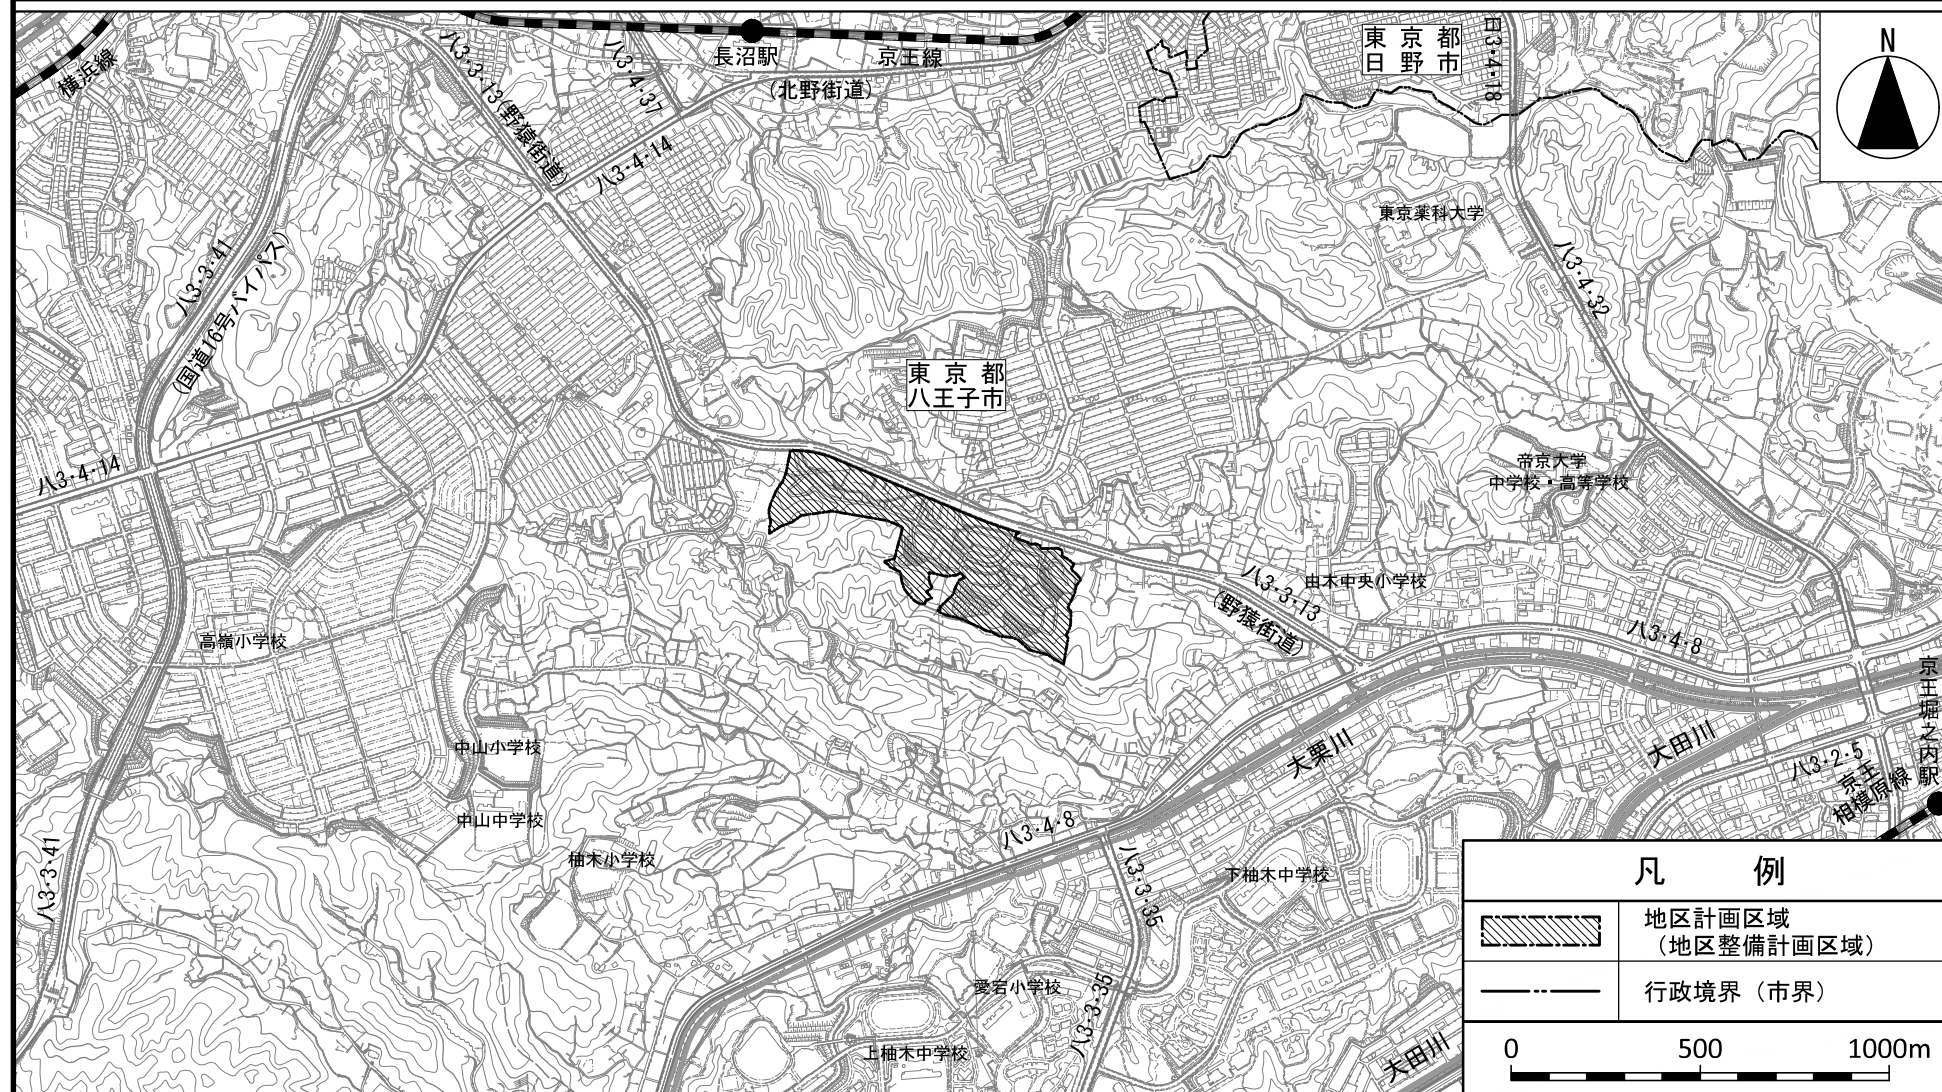 横浜線
八3・3・13(野猿街道)
八3・4・37
長沼駅
京王線
(北野街道)
東京都
日野市
日3・4・18
N
八3・4・14
東京薬科大学
八3・3・41
(国道16号バイパス)
八3・4・32
東京都
八王子市
八3・4・14
帝京大学
中学校・高等学校
八3・3・13
(野猿街道)
由木中央小学校
八3・4・8
高嶺小学校
京王堀之内駅
中山小学校
大栗川
大田川
八3・2・5
京王
相模原線
中山中学校
八3・4・8
柚木小学校
八3・3・41
八3・3・35
下柚木中学校
愛宕小学校
八3・3・35
上柚木中学校
大田川
凡 例
地区計画区域
(地区整備計画区域)
行政境界(市界)
0 500 1000m